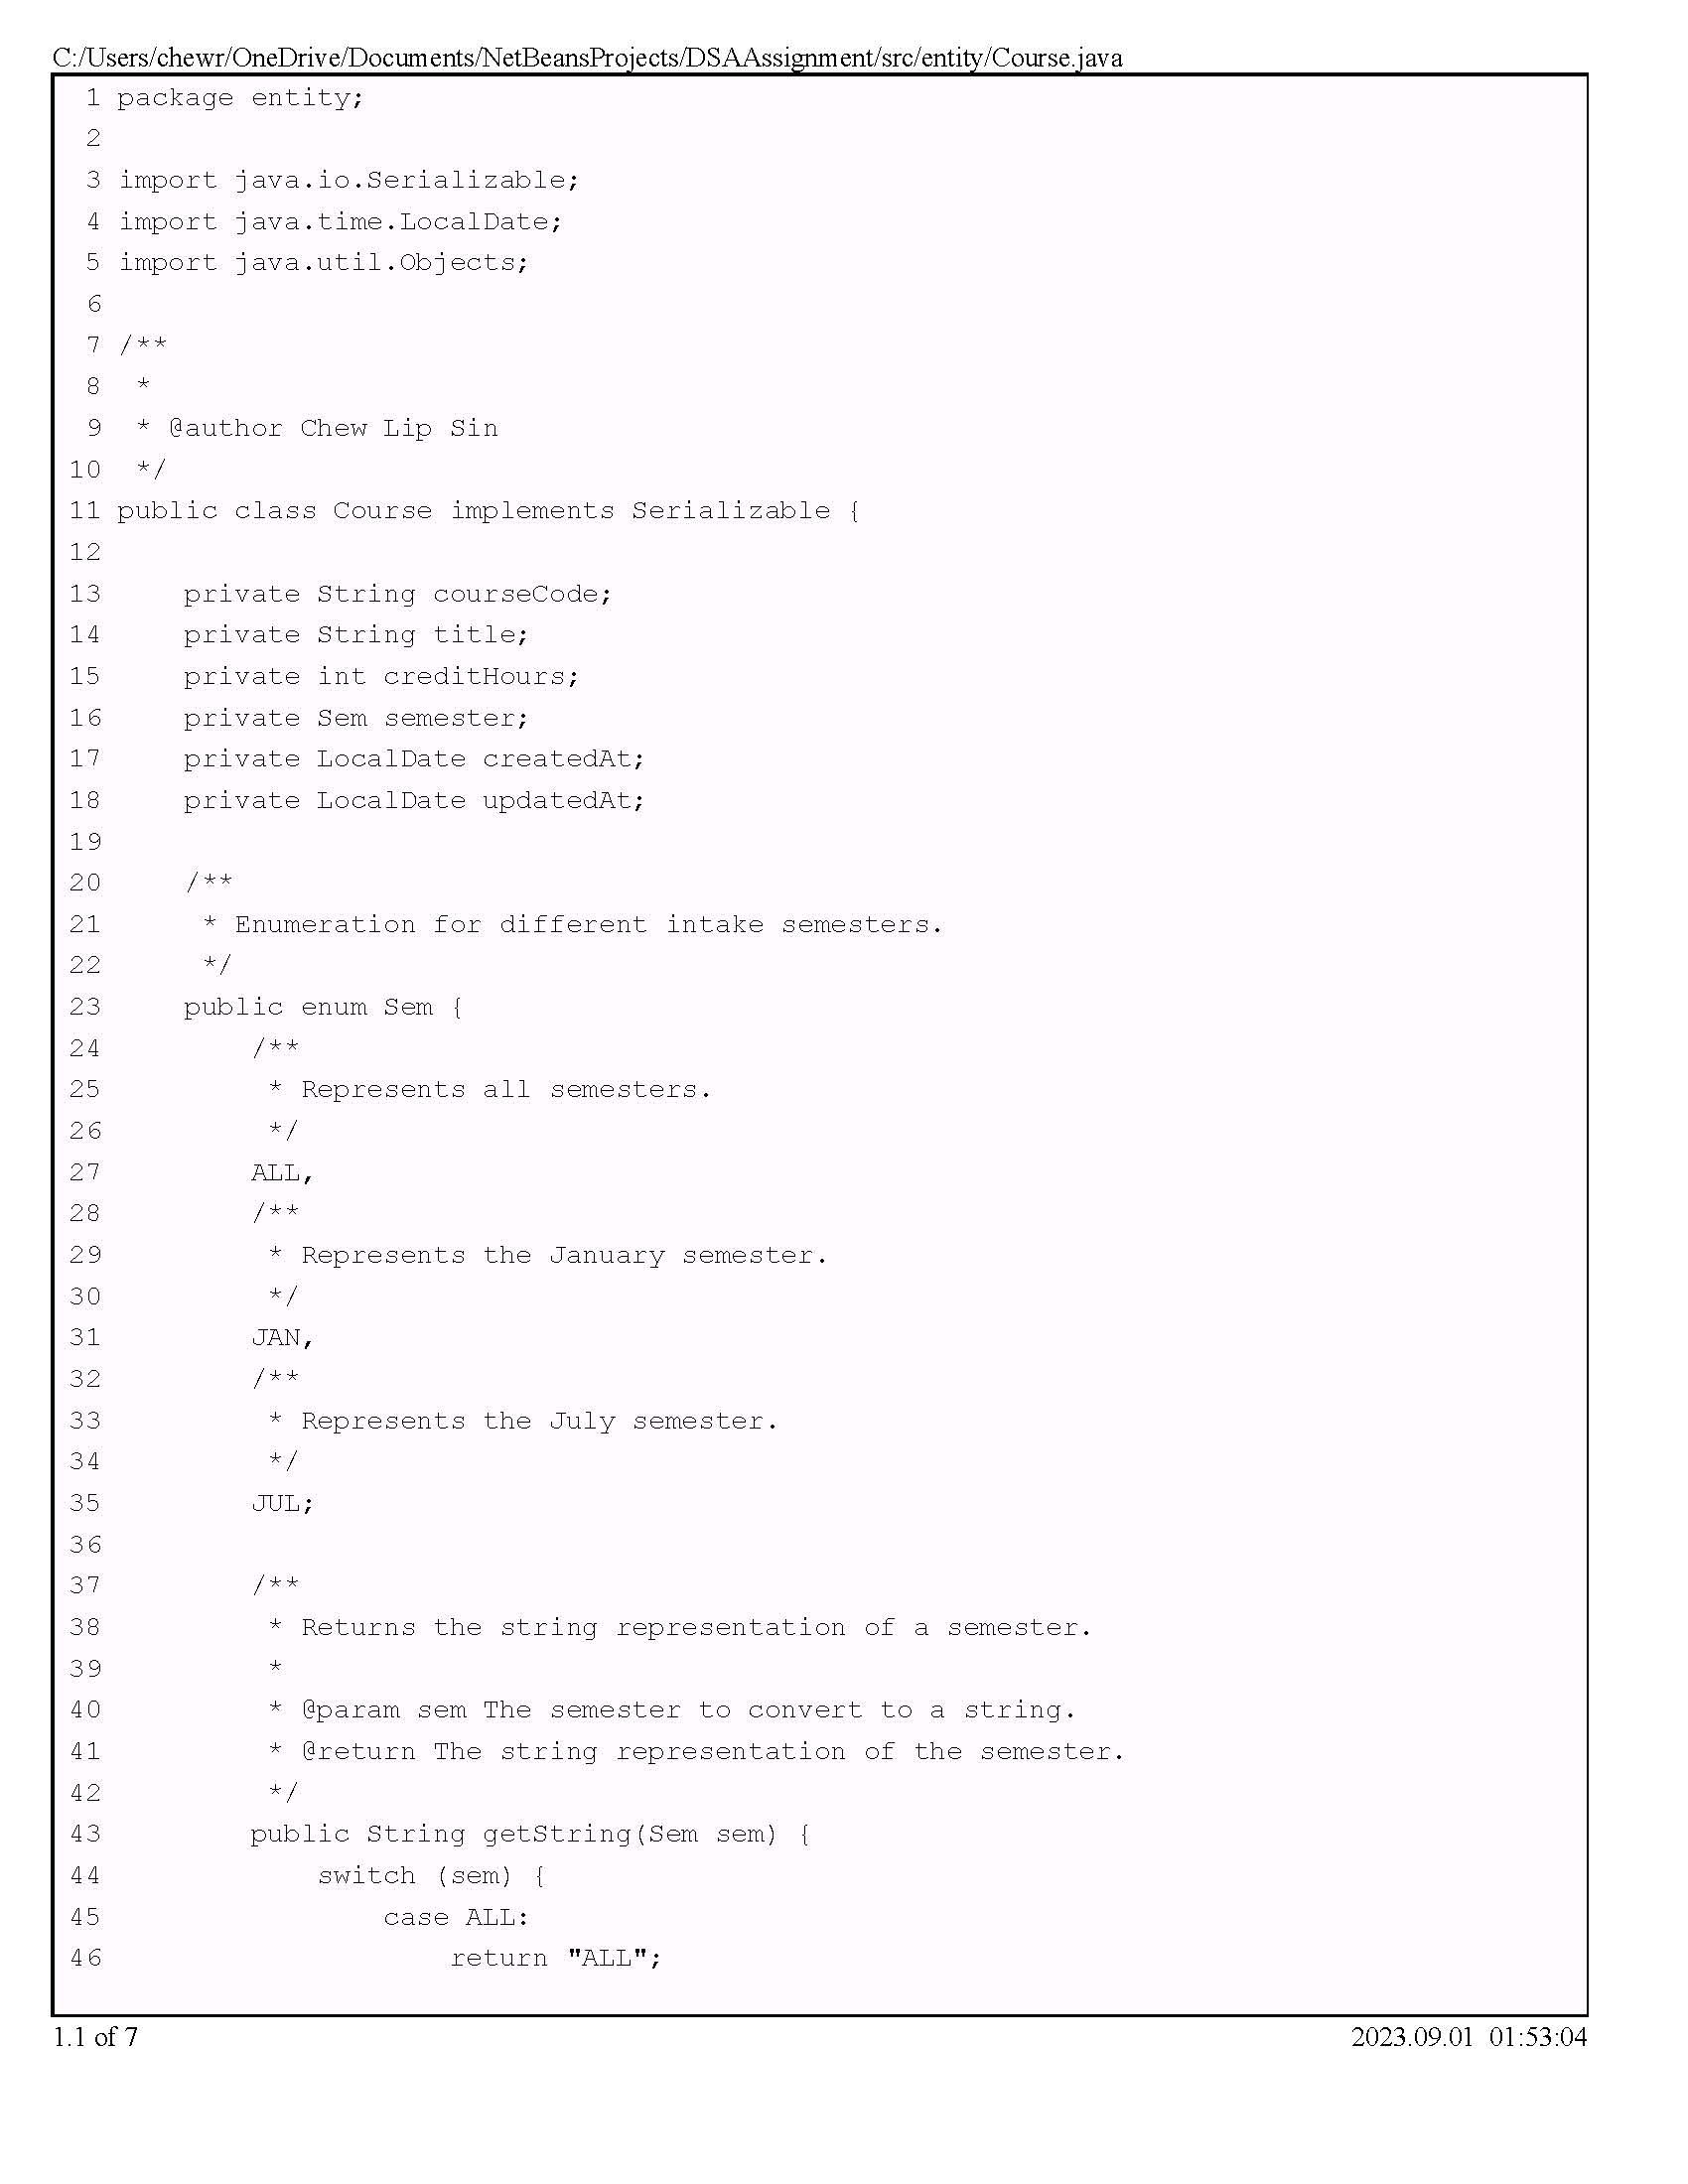 C:/Users/chewr/OneDrive/Documents/NetBeansProjects/DSAAssignment/src/entity/Course.java
1 package entity;
2
3 import java.io.Serializable;
4 import java.time.LocalDate;
5 import java.util.Objects;
6
7 /**
8  *
9  * @author Chew Lip Sin
10  */
11 public class Course implements Serializable {
12
13     private String courseCode;
14     private String title;
15     private int creditHours;
16     private Sem semester;
17     private LocalDate createdAt;
18     private LocalDate updatedAt;
19
20     /**
21      * Enumeration for different intake semesters.
22      */
23     public enum Sem {
24         /**
25          * Represents all semesters.
26          */
27         ALL,
28         /**
29          * Represents the January semester.
30          */
31         JAN,
32         /**
33          * Represents the July semester.
34          */
35         JUL;
36
37         /**
38          * Returns the string representation of a semester.
39          *
40          * @param sem The semester to convert to a string.
41          * @return The string representation of the semester.
42          */
43         public String getString(Sem sem) {
44             switch (sem) {
45                 case ALL:
46                     return "ALL";
1.1 of 7 2023.09.01 01:53:04